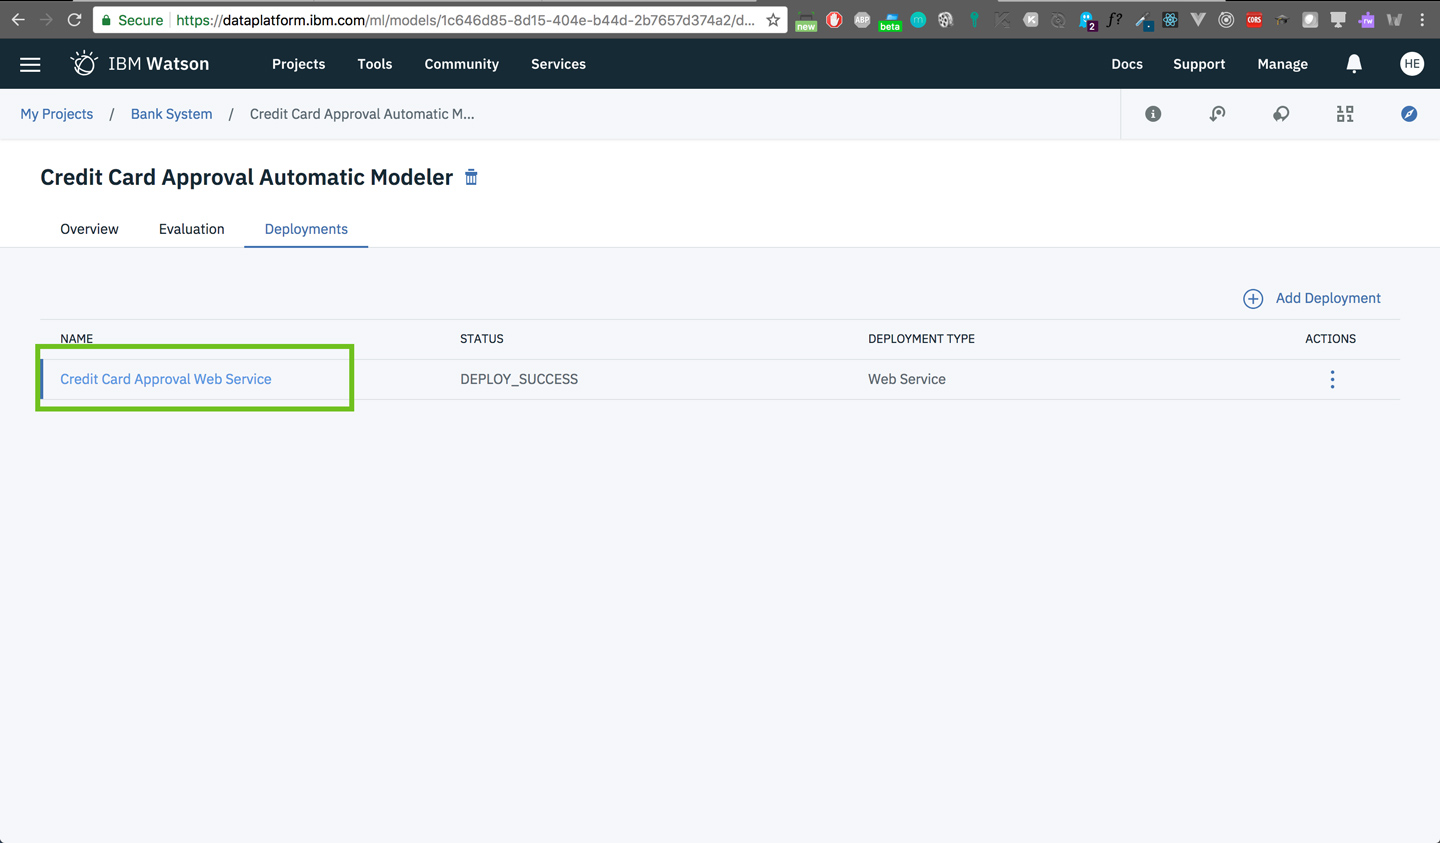 Secure https://dataplatform.ibm.com/ml/models/1c646d85-8d15-404e-b44d-2b7657d374a2/d...
new ABP beta m K 2 f? CORS rw
IBM Watson Projects Tools Community Services Docs Support Manage HE
My Projects / Bank System / Credit Card Approval Automatic M...
Credit Card Approval Automatic Modeler
Overview Evaluation Deployments
Add Deployment
NAME STATUS DEPLOYMENT TYPE ACTIONS
Credit Card Approval Web Service DEPLOY_SUCCESS Web Service